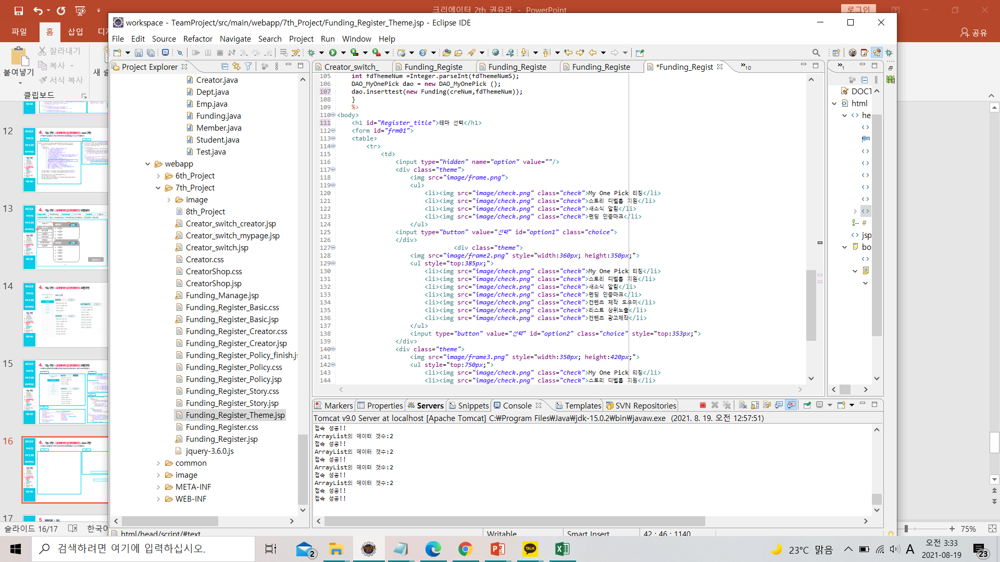 크리에이터 2th_권유라 - PowerPoint
로그인
파일
홈
삽입
공유
잘라내기
붙여넣기
복사
서식 복사
새 슬
클립보드
12
13
14
15
16
17
슬라이드 16/17
한국어
75%
workspace - TeamProject/src/main/webapp/7th_Project/Funding_Register_Theme.jsp - Eclipse IDE
File Edit Source Refactor Navigate Search Project Run Window Help
Project Explorer
Creator.java
Dept.java
Emp.java
Funding.java
Member.java
Student.java
Test.java
webapp
6th_Project
7th_Project
image
8th_Project
Creator_switch_creator.jsp
Creator_switch_mypage.jsp
Creator_switch.jsp
Creator.css
CreatorShop.css
CreatorShop.jsp
Funding_Manage.jsp
Funding_Register_Basic.css
Funding_Register_Basic.jsp
Funding_Register_Creator.css
Funding_Register_Creator.jsp
Funding_Register_Policy_finish.j
Funding_Register_Policy.css
Funding_Register_Policy.jsp
Funding_Register_Story.css
Funding_Register_Story.jsp
Funding_Register_Theme.jsp
Funding_Register.css
Funding_Register.jsp
jquery-3.6.0.js
common
image
META-INF
WEB-INF
Creator_switch_ Funding_Registe Funding_Registe Funding_Registe *Funding_Regist »10
105 int fdThemeNum =Integer.parseInt(fdThemeNumS);
106 DAO_MyOnePick dao = new DAO_MyOnePick ();
107 dao.inserttest(new Funding(creNum,fdThemeNum));
108 }
109 %>
110 <body>
111 <h1 id="Register_title">테마 선택</h1>
112 <form id="frm01">
113 <table>
114 <tr>
115 <td>
116 <input type="hidden" name="option" value=""/>
117 <div class="theme">
118 <img src="image/frame.png">
119 <ul>
120 <li><img src="image/check.png" class="check">My One Pick 티칭</li>
121 <li><img src="image/check.png" class="check">스토리 디벨롭 지원</li>
122 <li><img src="image/check.png" class="check">새소식 알림</li>
123 <li><img src="image/check.png" class="check">펀딩 인증마크</li>
124 </ul>
125 <input type="button" value="선택" id="option1" class="choice">
126 </div>
127 <div class="theme">
128 <img src="image/frame2.png" style="width:360px; height:350px;">
129 <ul style="top:385px;">
130 <li><img src="image/check.png" class="check">My One Pick 티칭</li>
131 <li><img src="image/check.png" class="check">스토리 디벨롭 지원</li>
132 <li><img src="image/check.png" class="check">새소식 알림</li>
133 <li><img src="image/check.png" class="check">펀딩 인증마크</li>
134 <li><img src="image/check.png" class="check">컨텐츠 제작 도우미</li>
135 <li><img src="image/check.png" class="check">리스트 상위노출</li>
136 <li><img src="image/check.png" class="check">컨텐츠 광고제작</li>
137 </ul>
138 <input type="button" value="선택" id="option2" class="choice" style="top:353px;">
139 </div>
140 <div class="theme">
141 <img src="image/frame3.png" style="width:350px; height:420px;">
142 <ul style="top:750px;">
143 <li><img src="image/check.png" class="check">My One Pick 티칭</li>
144 <li><img src="image/check.png" class="check">스토리 디벨롭 지원</li>
»1
DOCT
html
he
#
jsp
bo
Markers Properties Servers Snippets Console Templates SVN Repositories
Tomcat v9.0 Server at localhost [Apache Tomcat] C:₩Program Files₩Java₩jdk-15.0.2₩bin₩javaw.exe (2021. 8. 19. 오전 12:57:51)
접속 성공!!
ArrayList의 데이터 갯수:2
접속 성공!!
ArrayList의 데이터 갯수:2
접속 성공!!
ArrayList의 데이터 갯수:2
접속 성공!!
ArrayList의 데이터 갯수:2
접속 성공!!
접속 성공!!
html/head/script/#text
Writable
Smart Insert
42 : 46 : 1140
검색하려면 여기에 입력하십시오.
2
TALK
23°C 맑음
A
오전 3:33
2021-08-19
23